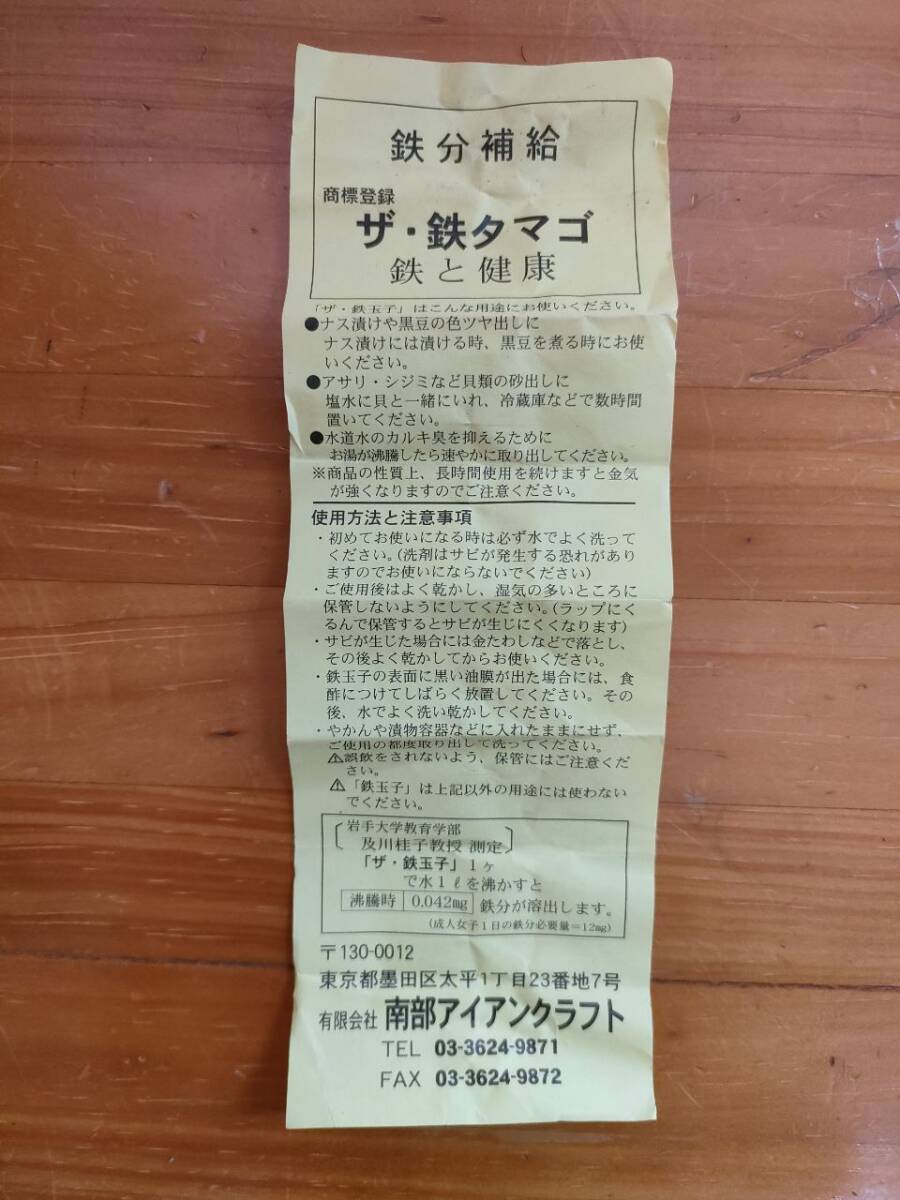 鉄分補給
商標登録
ザ・鉄タマゴ
鉄と健康
「ザ・鉄玉子」はこんな用途にお使いください。
●ナス漬けや黒豆の色ツヤ出しに
ナス漬けには漬ける時、黒豆を煮る時にお使
いください。
●アサリ・シジミなど貝類の砂出しに
塩水に貝と一緒にいれ、冷蔵庫などで数時間
置いてください。
●水道水のカルキ臭を抑えるために
お湯が沸騰したら速やかに取り出してください。
※商品の性質上、長時間使用を続けますと金気
が強くなりますのでご注意ください。
使用方法と注意事項
・初めてお使いになる時は必ず水でよく洗って
ください。(洗剤はサビが発生する恐れがあり
ますのでお使いにならないでください)
・ご使用後はよく乾かし、湿気の多いところに
保管しないようにしてください。(ラップにく
るんで保管するとサビが生じにくくなります)
・サビが生じた場合には金たわしなどで落とし、
その後よく乾かしてからお使いください。
・鉄玉子の表面に黒い油膜が出た場合には、食
酢につけてしばらく放置してください。その
後、水でよく洗い乾かしてください。
・やかんや漬物容器などに入れたままにせず、
ご使用の都度取り出して洗ってください。
⚠誤飲をされないよう、保管にはご注意くだ
さい。
⚠「鉄玉子」は上記以外の用途には使わない
でください。
岩手大学教育学部
及川桂子教授 測定
「ザ・鉄玉子」1ヶ
で水1ℓを沸かすと
沸騰時 0.042mg 鉄分が溶出します。
(成人女子1日の鉄分必要量=12mg)
〒130-0012
東京都墨田区太平1丁目23番地7号
有限会社 南部アイアンクラフト
TEL 03-3624-9871
FAX 03-3624-9872